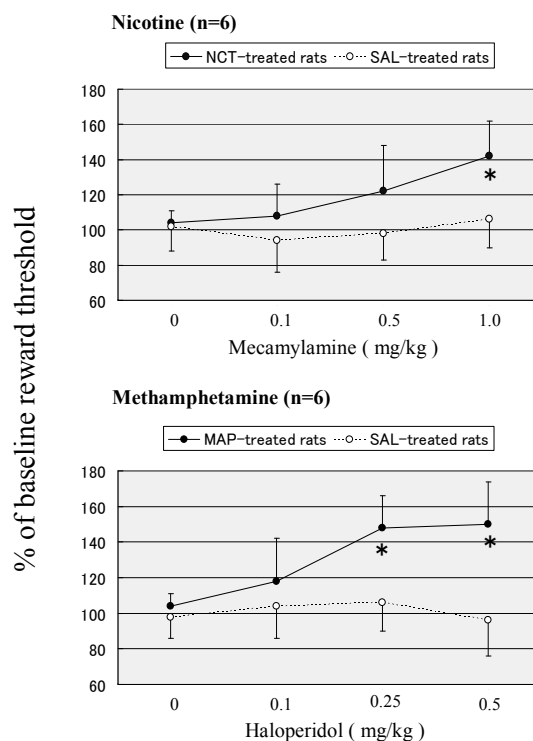 Nicotine (n=6)
NCT-treated rats SAL-treated rats
180
160
140
120
100
80
60
0 0.1 0.5 1.0
Mecamylamine ( mg/kg )
% of baseline reward threshold
*
Methamphetamine (n=6)
MAP-treated rats SAL-treated rats
180
160
140
120
100
80
60
0 0.1 0.25 0.5
Haloperidol ( mg/kg )
* *